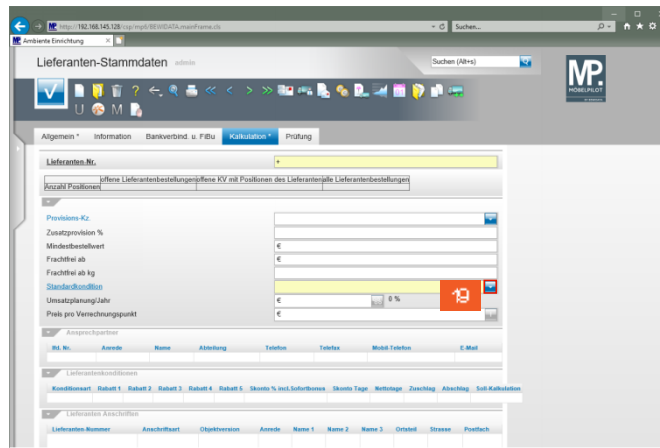 http://192.168.145.128/csp/mp6/BEWIDATA.mainFrame.cls
Suchen...
Ambiente Einrichtung
Lieferanten-Stammdaten admin
Suchen (Alt+s)
MP.
MÖBELPILOT
Allgemein * Information Bankverbind. u. FiBu Kalkulation * Prüfung
Lieferanten-Nr. +
offene Lieferantenbestellungen offene KV mit Positionen des Lieferanten alle Lieferantenbestellungen
Anzahl Positionen
Provisions-Kz.
Zusatzprovision %
Mindestbestellwert €
Frachtfrei ab €
Frachtfrei ab kg
Standardkondition
19
Umsatzplanung/Jahr € 0 %
Preis pro Verrechnungspunkt €
Ansprechpartner
lfd. Nr. Anrede Name Abteilung Telefon Telefax Mobil-Telefon E-Mail
Lieferantenkonditionen
Konditionsart Rabatt 1 Rabatt 2 Rabatt 3 Rabatt 4 Rabatt 5 Skonto % incl.Sofortbonus Skonto Tage Nettotage Zuschlag Abschlag Soll-Kalkulation
Lieferanten Anschriften
Lieferanten-Nummer Anschriftsart Objektversion Anrede Name 1 Name 2 Name 3 Ortsteil Strasse Postfach